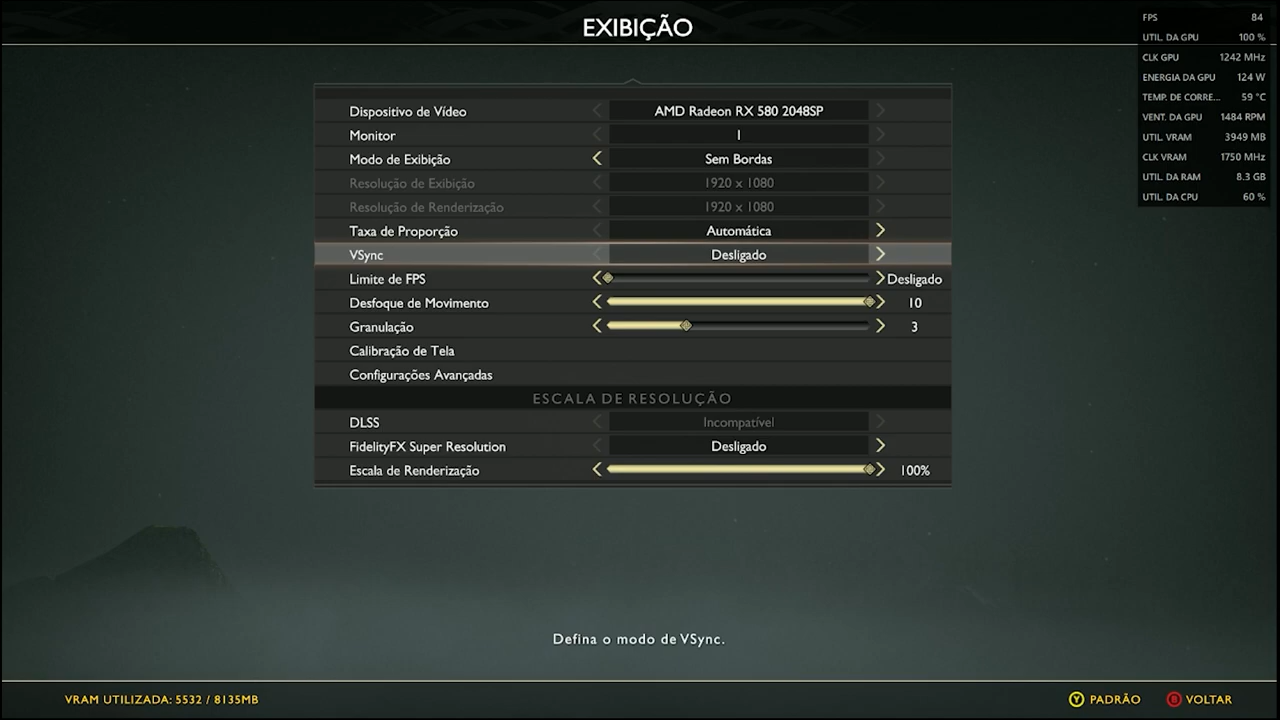 EXIBIÇÃO
FPS 84
UTIL. DA GPU 100 %
CLK GPU 1242 MHz
ENERGIA DA GPU 124 W
TEMP. DE CORRE... 59 °C
VENT. DA GPU 1484 RPM
UTIL. VRAM 3949 MB
CLK VRAM 1750 MHz
UTIL. DA RAM 8.3 GB
UTIL. DA CPU 60 %
Dispositivo de Vídeo AMD Radeon RX 580 2048SP
Monitor 1
Modo de Exibição Sem Bordas
Resolução de Exibição 1920 x 1080
Resolução de Renderização 1920 x 1080
Taxa de Proporção Automática
VSync Desligado
Limite de FPS Desligado
Desfoque de Movimento 10
Granulação 3
Calibração de Tela
Configurações Avançadas
ESCALA DE RESOLUÇÃO
DLSS Incompatível
FidelityFX Super Resolution Desligado
Escala de Renderização 100%
Defina o modo de VSync.
VRAM UTILIZADA: 5532 / 8135MB
Y PADRÃO B VOLTAR